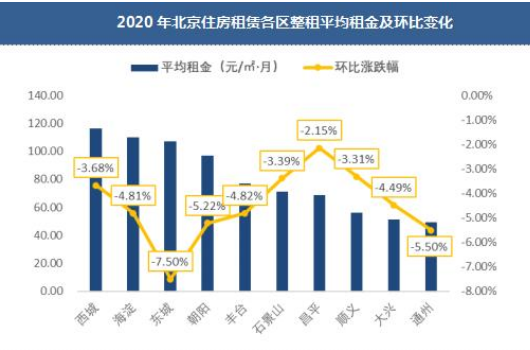 2020 年北京住房租赁各区整租平均租金及环比变化
平均租金（元/㎡·月） 环比涨跌幅
140.00 0.00%
120.00 -1.00%
100.00 -2.00%
80.00 -3.00%
60.00 -4.00%
40.00 -5.00%
20.00 -6.00%
0.00 -7.00%
-8.00%
-3.68%
-4.81%
-7.50%
-5.22%
-4.82%
-3.39%
-2.15%
-3.31%
-4.49%
-5.50%
西城
海淀
东城
朝阳
丰台
石景山
昌平
顺义
大兴
通州